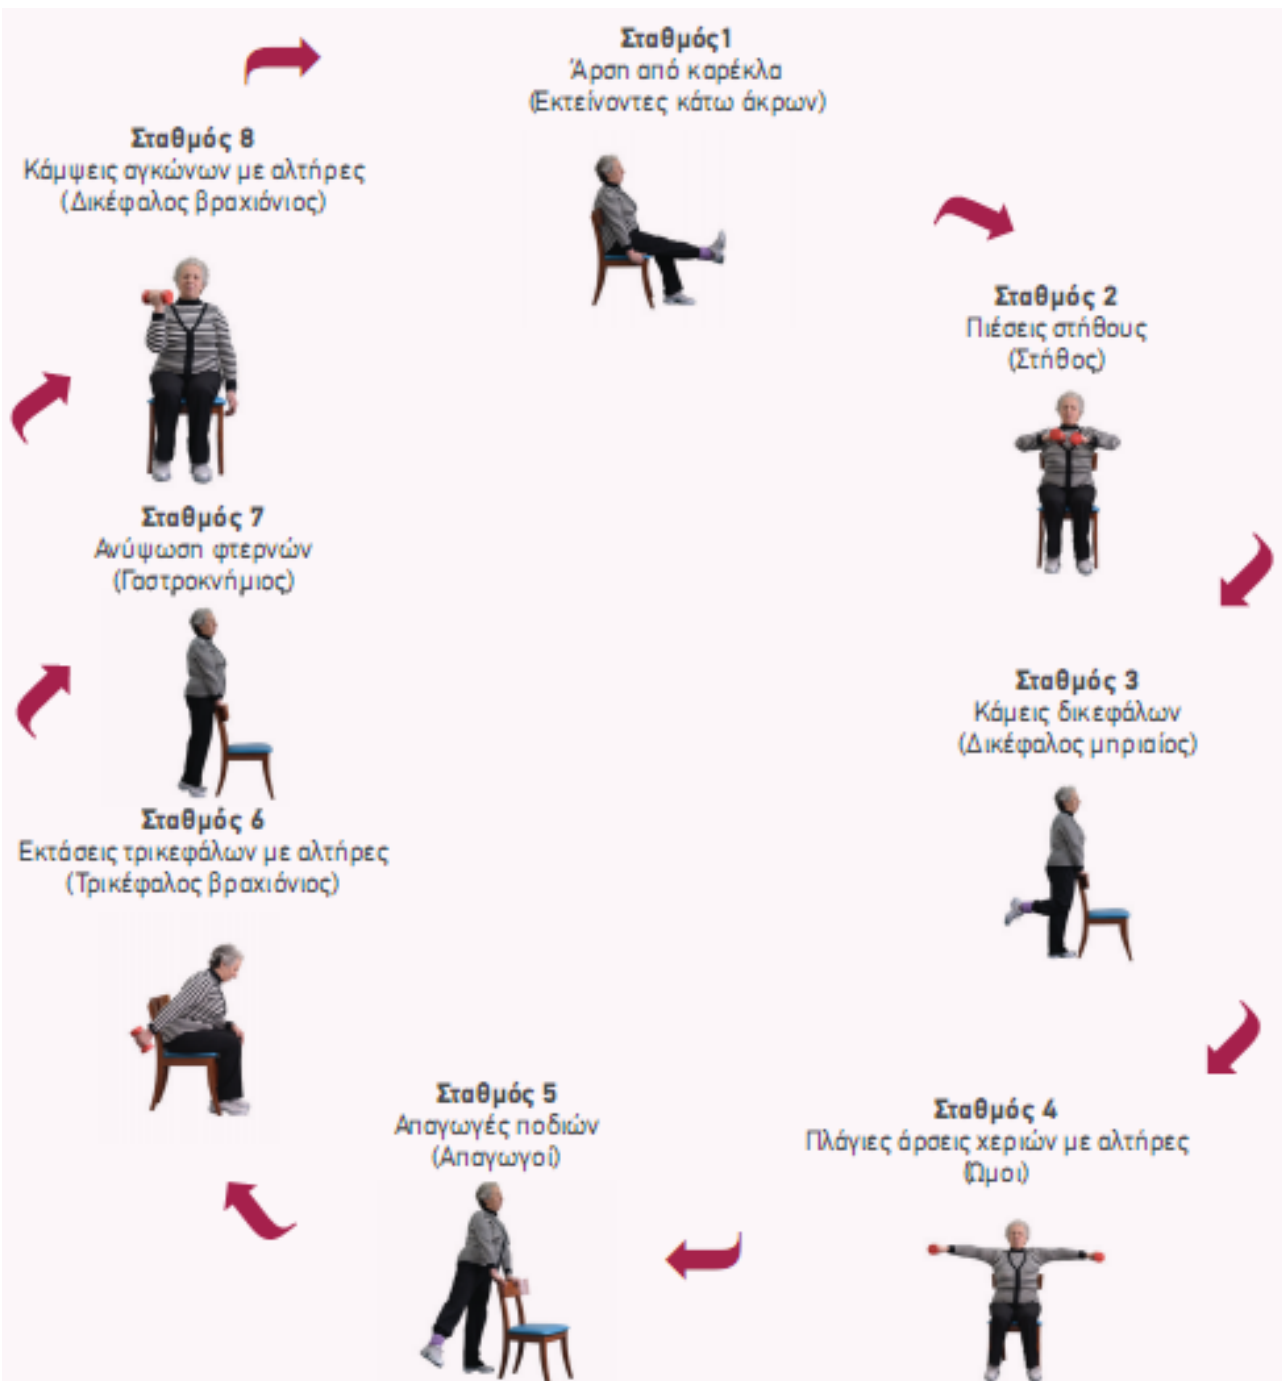 Σταθμός 1
Άρση από καρέκλα
(Εκτείνοντες κάτω άκρων)
Σταθμός 2
Πιέσεις στήθους
(Στήθος)
Σταθμός 3
Κάμεις δικεφάλων
(Δικέφαλος μηριαίος)
Σταθμός 4
Πλάγιες άρσεις χεριών με αλτήρες
(Ώμοι)
Σταθμός 5
Απαγωγές ποδιών
(Απαγωγοί)
Σταθμός 6
Εκτάσεις τρικεφάλων με αλτήρες
(Τρικέφαλος βραχιόνιος)
Σταθμός 7
Ανύψωση φτερνών
(Γαστροκνήμιος)
Σταθμός 8
Κάμψεις αγκώνων με αλτήρες
(Δικέφαλος βραχιόνιος)